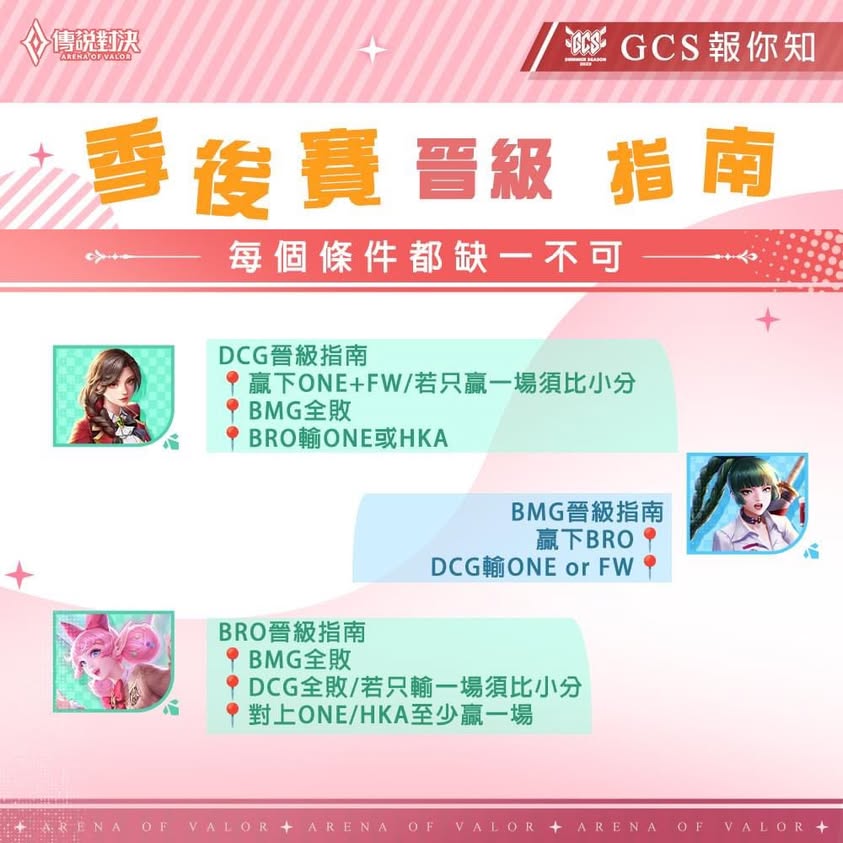 傳說對決
ARENA OF VALOR
GCS
SUMMER SEASON
GCS報你知
季後賽晉級 指南
每個條件都缺一不可
DCG晉級指南
📍贏下ONE+FW/若只贏一場須比小分
📍BMG全敗
📍BRO輸ONE或HKA
BMG晉級指南
贏下BRO📍
DCG輸ONE or FW📍
BRO晉級指南
📍BMG全敗
📍DCG全敗/若只輸一場須比小分
📍對上ONE/HKA至少贏一場
ARENA OF VALOR ARENA OF VALOR ARENA OF VALOR